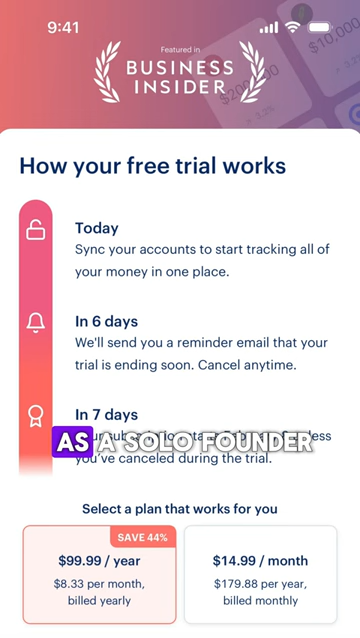 9:41
Featured in
BUSINESS
INSIDER
$10,000
How your free trial works
Today
Sync your accounts to start tracking all of
your money in one place.
In 6 days
We'll send you a reminder email that your
trial is ending soon. Cancel anytime.
In 7 days
AS A SOLO FOUNDER
you've canceled during the trial.
Select a plan that works for you
SAVE 44%
$99.99 / year
$8.33 per month,
billed yearly
$14.99 / month
$179.88 per year,
billed monthly